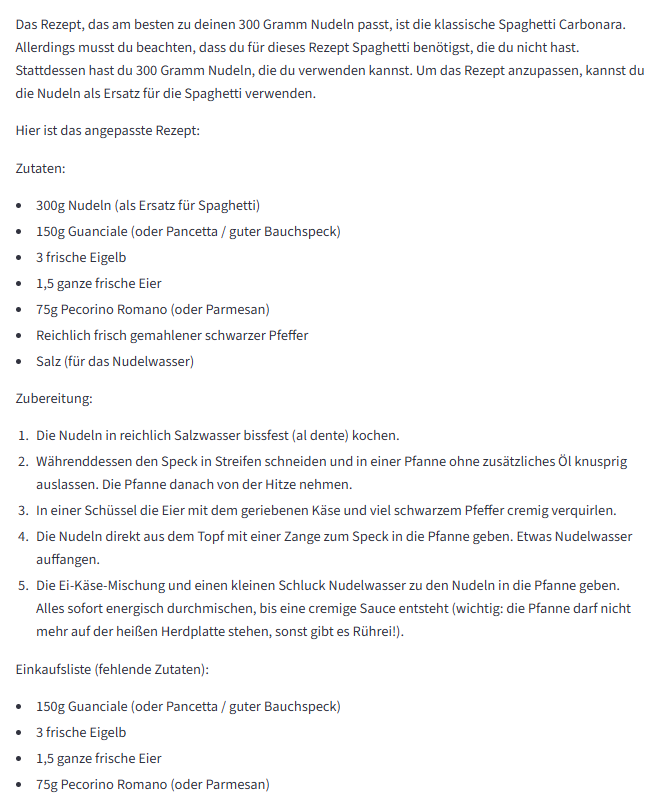 Das Rezept, das am besten zu deinen 300 Gramm Nudeln passt, ist die klassische Spaghetti Carbonara.
Allerdings musst du beachten, dass du für dieses Rezept Spaghetti benötigst, die du nicht hast.
Stattdessen hast du 300 Gramm Nudeln, die du verwenden kannst. Um das Rezept anzupassen, kannst du
die Nudeln als Ersatz für die Spaghetti verwenden.
Hier ist das angepasste Rezept:
Zutaten:
• 300g Nudeln (als Ersatz für Spaghetti)
• 150g Guanciale (oder Pancetta / guter Bauchspeck)
• 3 frische Eigelb
• 1,5 ganze frische Eier
• 75g Pecorino Romano (oder Parmesan)
• Reichlich frisch gemahlener schwarzer Pfeffer
• Salz (für das Nudelwasser)
Zubereitung:
1. Die Nudeln in reichlich Salzwasser bissfest (al dente) kochen.
2. Währenddessen den Speck in Streifen schneiden und in einer Pfanne ohne zusätzliches Öl knusprig
auslassen. Die Pfanne danach von der Hitze nehmen.
3. In einer Schüssel die Eier mit dem geriebenen Käse und viel schwarzem Pfeffer cremig verquirlen.
4. Die Nudeln direkt aus dem Topf mit einer Zange zum Speck in die Pfanne geben. Etwas Nudelwasser
auffangen.
5. Die Ei-Käse-Mischung und einen kleinen Schluck Nudelwasser zu den Nudeln in die Pfanne geben.
Alles sofort energisch durchmischen, bis eine cremige Sauce entsteht (wichtig: die Pfanne darf nicht
mehr auf der heißen Herdplatte stehen, sonst gibt es Rührei!).
Einkaufsliste (fehlende Zutaten):
• 150g Guanciale (oder Pancetta / guter Bauchspeck)
• 3 frische Eigelb
• 1,5 ganze frische Eier
• 75g Pecorino Romano (oder Parmesan)